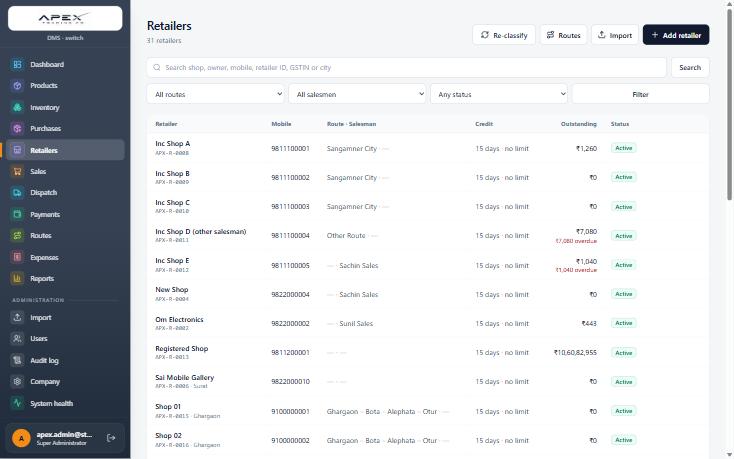 APEX
DMS · switch
Dashboard
Products
Inventory
Purchases
Retailers
Sales
Dispatch
Payments
Routes
Expenses
Reports
ADMINISTRATION
Import
Users
Audit log
Company
System health
A
apex.admin@st...
Super Administrator
Retailers
31 retailers
Re-classify
Routes
Import
+ Add retailer
Search shop, owner, mobile, retailer ID, GSTIN or city
Search
All routes
All salesmen
Any status
Filter
Retailer Mobile Route · Salesman Credit Outstanding Status
Inc Shop A 9811100001 Sangamner City · — 15 days · no limit ₹1,260 Active
APX-R-0008
Inc Shop B 9811100002 Sangamner City · — 15 days · no limit ₹0 Active
APX-R-0009
Inc Shop C 9811100003 Sangamner City · — 15 days · no limit ₹0 Active
APX-R-0010
Inc Shop D (other salesman) 9811100004 Other Route · — 15 days · no limit ₹7,080 Active
APX-R-0011 ₹7,080 overdue
Inc Shop E 9811100005 — · Sachin Sales 15 days · no limit ₹1,040 Active
APX-R-0012 ₹1,040 overdue
New Shop 9822000004 — · Sachin Sales 15 days · no limit ₹0 Active
APX-R-0004
Om Electronics 9822000002 — · Sunil Sales 15 days · no limit ₹443 Active
APX-R-0002
Registered Shop 9811200001 — · — 15 days · no limit ₹10,60,82,955 Active
APX-R-0013
Sai Mobile Gallery 9822000010 — · — 15 days · no limit ₹0 Active
APX-R-0006 · Surat
Shop 01 9100000001 Ghargaon – Bota – Alephata – Otur · — 15 days · no limit ₹0 Active
APX-R-0015 · Ghargaon
Shop 02 9100000002 Ghargaon – Bota – Alephata – Otur · — 15 days · no limit ₹0 Active
APX-R-0016 · Ghargaon